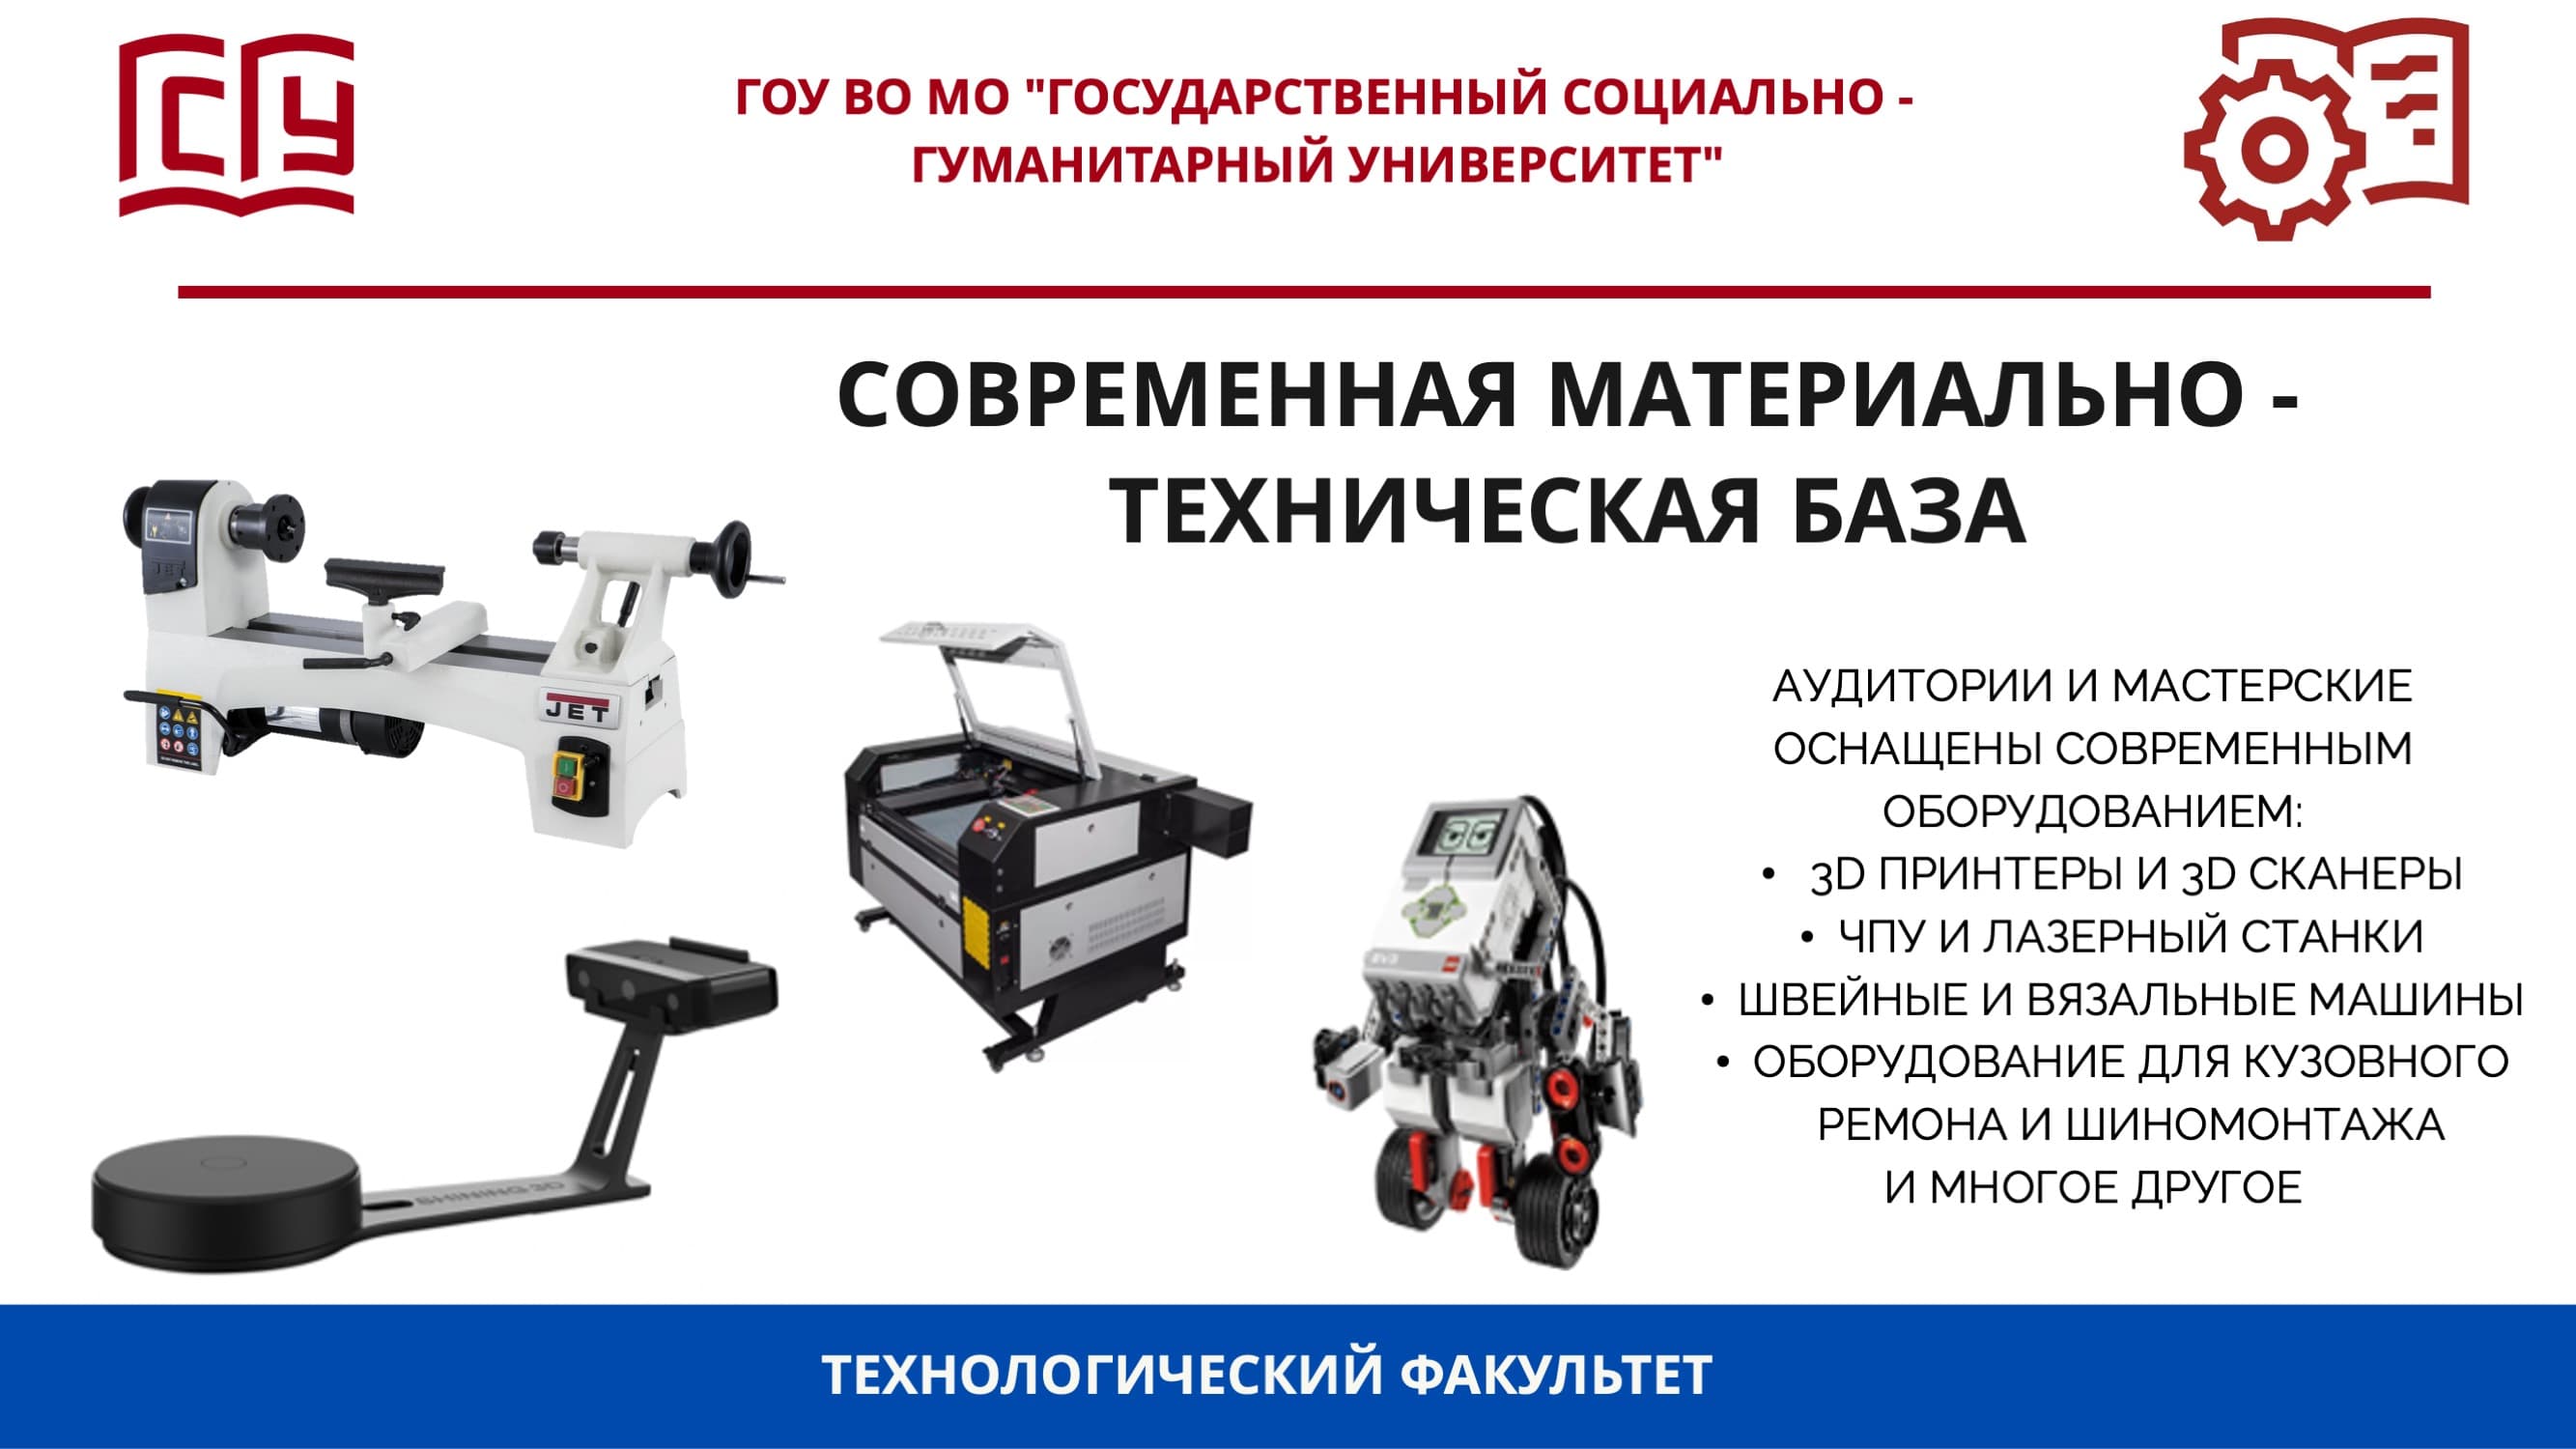 ГСГУ
ГОУ ВО МО "ГОСУДАРСТВЕННЫЙ СОЦИАЛЬНО -
ГУМАНИТАРНЫЙ УНИВЕРСИТЕТ"
СОВРЕМЕННАЯ МАТЕРИАЛЬНО -
ТЕХНИЧЕСКАЯ БАЗА
JET
JET
АУДИТОРИИ И МАСТЕРСКИЕ
ОСНАЩЕНЫ СОВРЕМЕННЫМ
ОБОРУДОВАНИЕМ:
• 3D ПРИНТЕРЫ И 3D СКАНЕРЫ
• ЧПУ И ЛАЗЕРНЫЙ СТАНКИ
• ШВЕЙНЫЕ И ВЯЗАЛЬНЫЕ МАШИНЫ
• ОБОРУДОВАНИЕ ДЛЯ КУЗОВНОГО
РЕМОНА И ШИНОМОНТАЖА
И МНОГОЕ ДРУГОЕ
EV3
SHINING 3D
ТЕХНОЛОГИЧЕСКИЙ ФАКУЛЬТЕТ